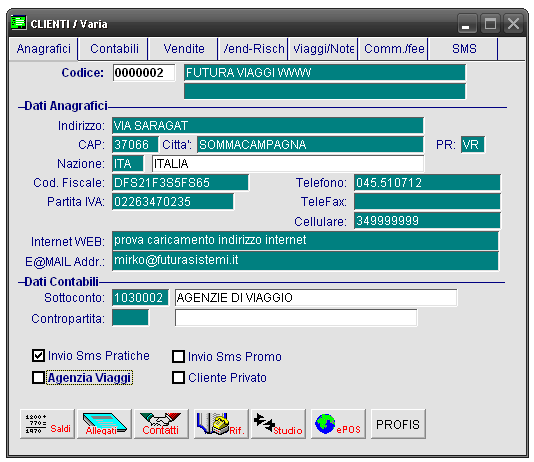 CLIENTI / Varia
Anagrafici Contabili Vendite /end-Risch Viaggi/Note Comm./fee SMS
Codice: 0000002 FUTURA VIAGGI WWW
Dati Anagrafici
Indirizzo: VIA SARAGAT
CAP: 37066 Citta': SOMMACAMPAGNA PR: VR
Nazione: ITA ITALIA
Cod. Fiscale: DFS21F3S5FS65 Telefono: 045.510712
Partita IVA: 02263470235 TeleFax:
Cellulare: 349999999
Internet WEB: prova caricamento indirizzo internet
E@MAIL Addr.: mirko@futurasistemi.it
Dati Contabili
Sottoconto: 1030002 AGENZIE DI VIAGGIO
Contropartita:
Invio Sms Pratiche Invio Sms Promo
Agenzia Viaggi Cliente Privato
1200+
770=
1970 Saldi Allegati Contatti Rif. Studio ePOS PROFIS